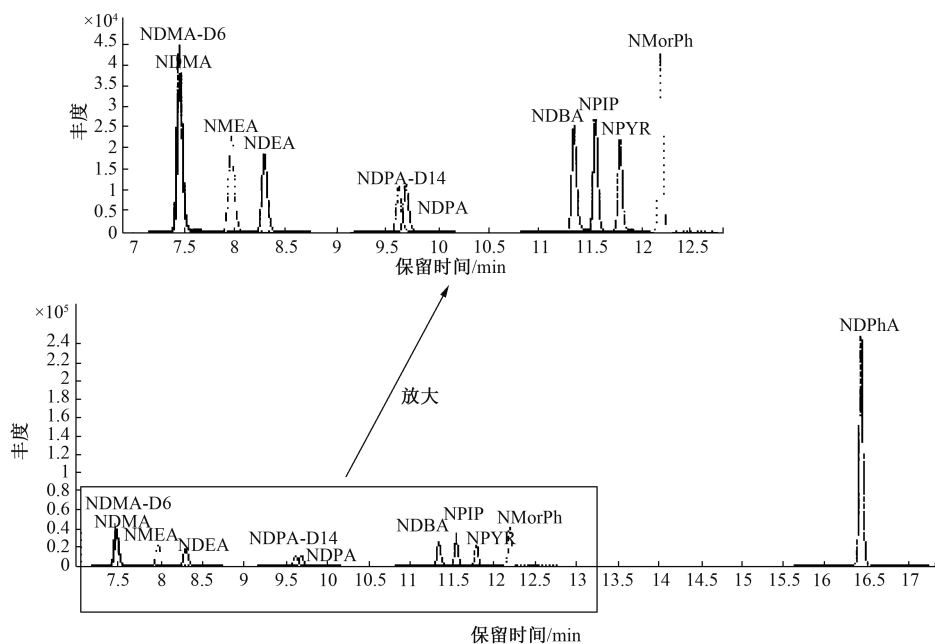 ×10⁴
NDMA-D6
NMorPh
4.5
NDMA
4
3.5
3
NDBA
NPIP
2.5
NMEA
NPYR
2
NDEA
1.5
NDPA-D14
1
NDPA
0.5
0
丰度
7 7.5 8 8.5 9 9.5 10 10.5 11 11.5 12 12.5
保留时间/min
×10⁵
NDPhA
2.4
2.2
2
1.8
放大
1.6
1.4
1.2
1
0.8
NDMA-D6
0.6
NDMA
NMEA
NDEA
NDPA-D14
NDPA
NDBA
NPIP
NPYR
NMorPh
0.4
0.2
0
丰度
7.5 8 8.5 9 9.5 10 10.5 11 11.5 12 12.5 13 13.5 14 14.5 15 15.5 16 16.5 17
保留时间/min